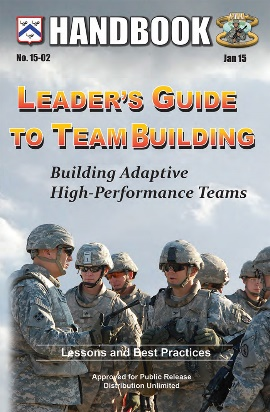 HANDBOOK
No. 15-02
Jan 15
LEADER'S GUIDE
TO TEAM BUILDING
Building Adaptive
High-Performance Teams
Lessons and Best Practices
Approved for Public Release
Distribution Unlimited